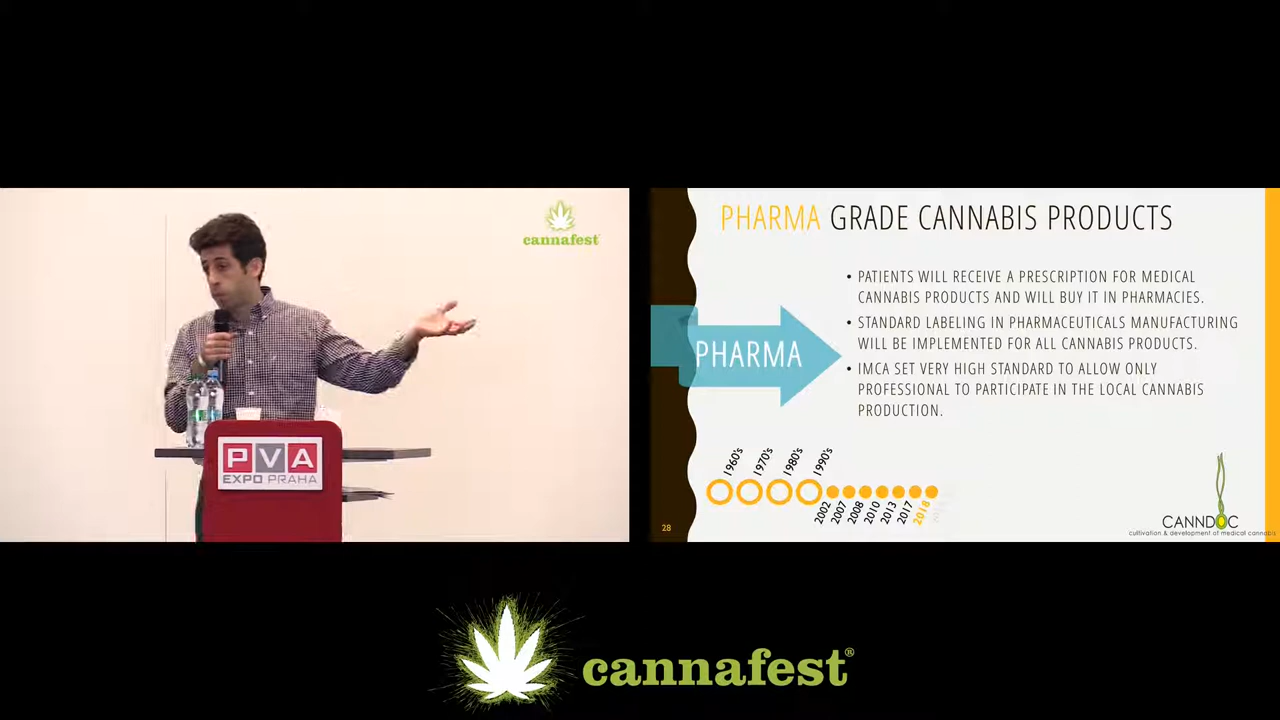 cannafest
PVA
EXPO PRAHA
PHARMA GRADE CANNABIS PRODUCTS
PHARMA
• PATIENTS WILL RECEIVE A PRESCRIPTION FOR MEDICAL
CANNABIS PRODUCTS AND WILL BUY IT IN PHARMACIES.
• STANDARD LABELING IN PHARMACEUTICALS MANUFACTURING
WILL BE IMPLEMENTED FOR ALL CANNABIS PRODUCTS.
• IMCA SET VERY HIGH STANDARD TO ALLOW ONLY
PROFESSIONAL TO PARTICIPATE IN THE LOCAL CANNABIS
PRODUCTION.
1960's
1970's
1980's
1990's
2002
2007
2008
2010
2013
2017
2018
28
CANNDOC
cultivation & development of medical cannabis
cannafest®